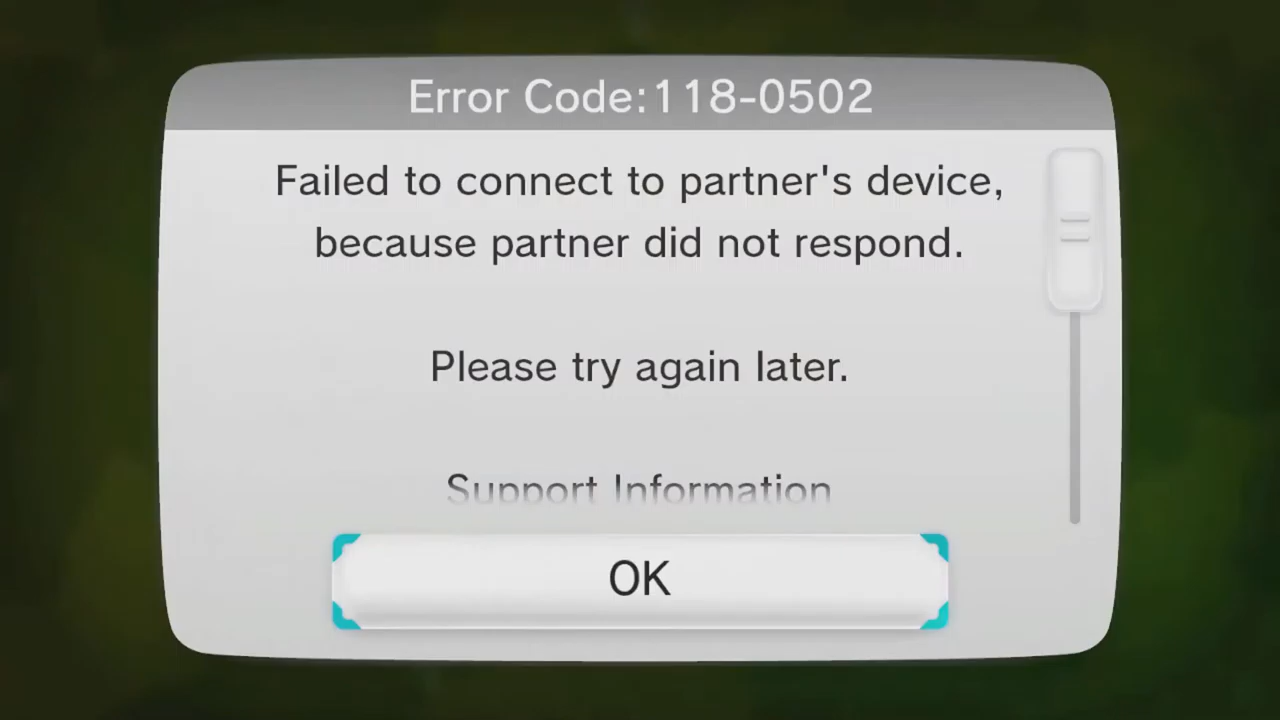 Error Code:118-0502
Failed to connect to partner's device,
because partner did not respond.
Please try again later.
Support Information
OK